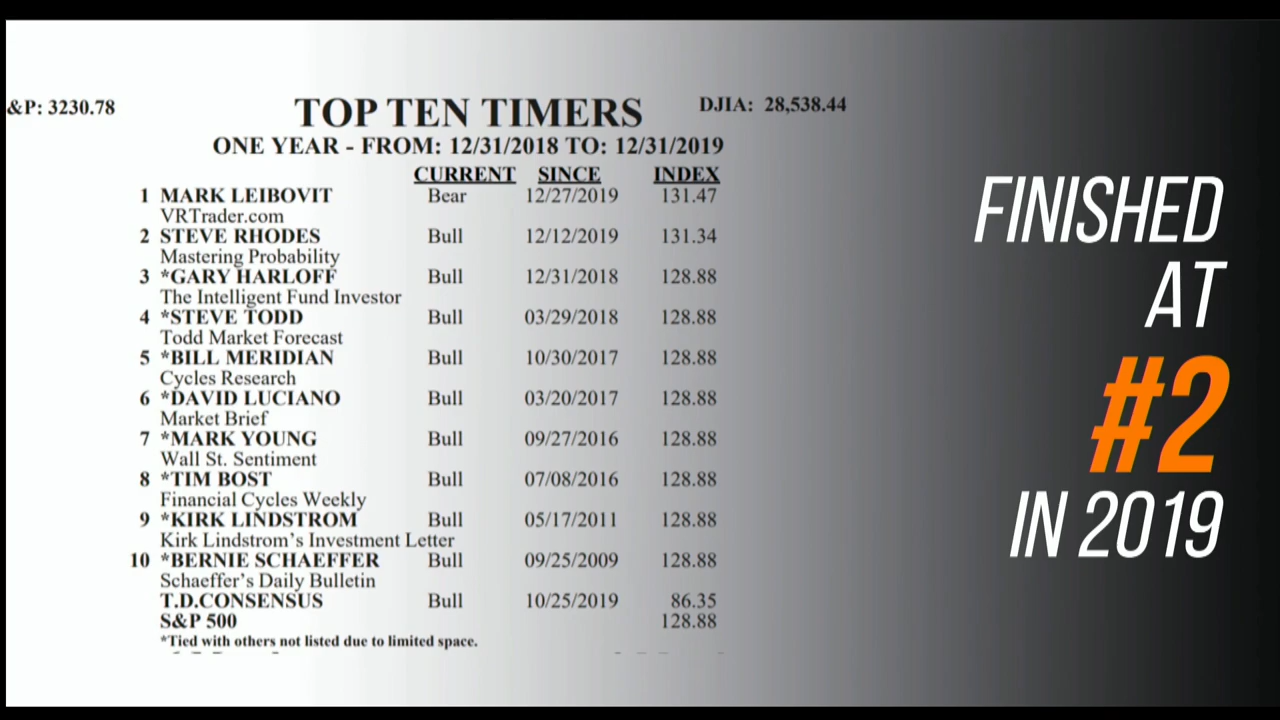 &P: 3230.78
TOP TEN TIMERS
DJIA: 28,538.44
ONE YEAR - FROM: 12/31/2018 TO: 12/31/2019
CURRENT SINCE INDEX
1 MARK LEIBOVIT Bear 12/27/2019 131.47
VRTrader.com
2 STEVE RHODES Bull 12/12/2019 131.34
Mastering Probability
3 *GARY HARLOFF Bull 12/31/2018 128.88
The Intelligent Fund Investor
4 *STEVE TODD Bull 03/29/2018 128.88
Todd Market Forecast
5 *BILL MERIDIAN Bull 10/30/2017 128.88
Cycles Research
6 *DAVID LUCIANO Bull 03/20/2017 128.88
Market Brief
7 *MARK YOUNG Bull 09/27/2016 128.88
Wall St. Sentiment
8 *TIM BOST Bull 07/08/2016 128.88
Financial Cycles Weekly
9 *KIRK LINDSTROM Bull 05/17/2011 128.88
Kirk Lindstrom's Investment Letter
10 *BERNIE SCHAEFFER Bull 09/25/2009 128.88
Schaeffer's Daily Bulletin
T.D.CONSENSUS Bull 10/25/2019 86.35
S&P 500 128.88
*Tied with others not listed due to limited space.
FINISHED
AT
#2
IN 2019